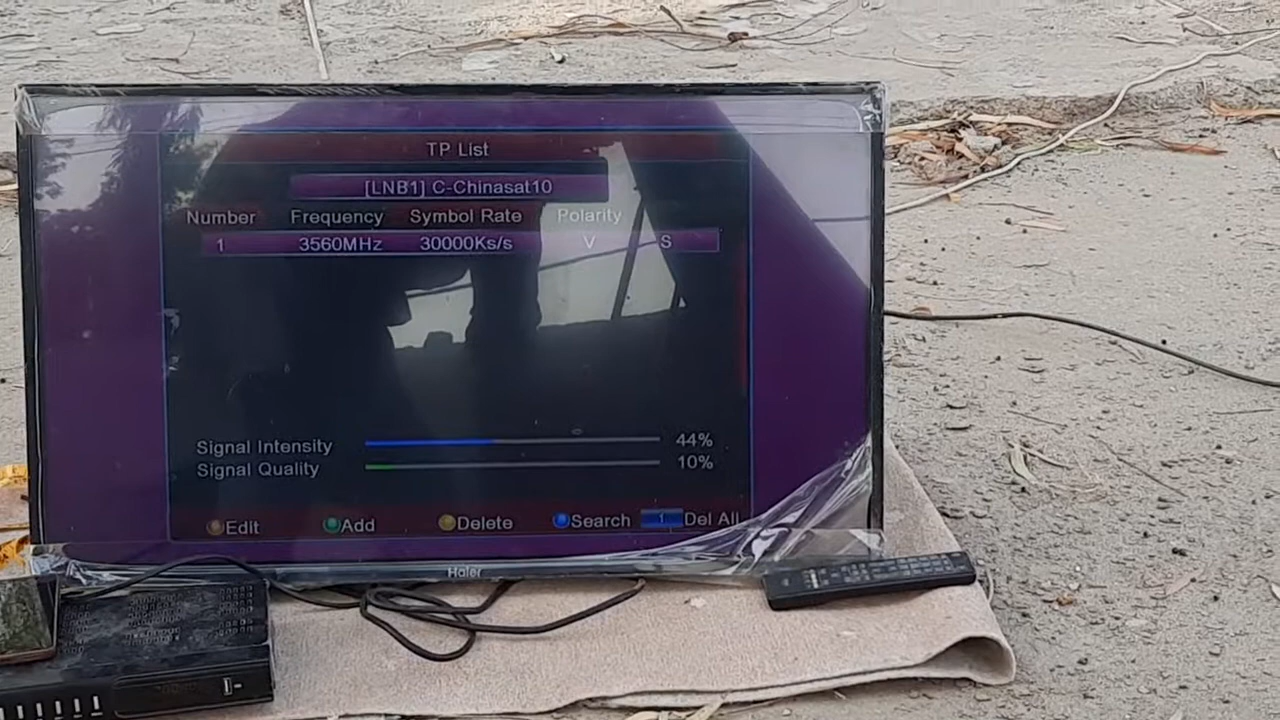 TP List
[LNB1] C-Chinasat10
Number Frequency Symbol Rate Polarity
1 3560MHz 30000Ks/s V S
Signal Intensity 44%
Signal Quality 10%
Edit Add Delete Search 1 Del All
Haier